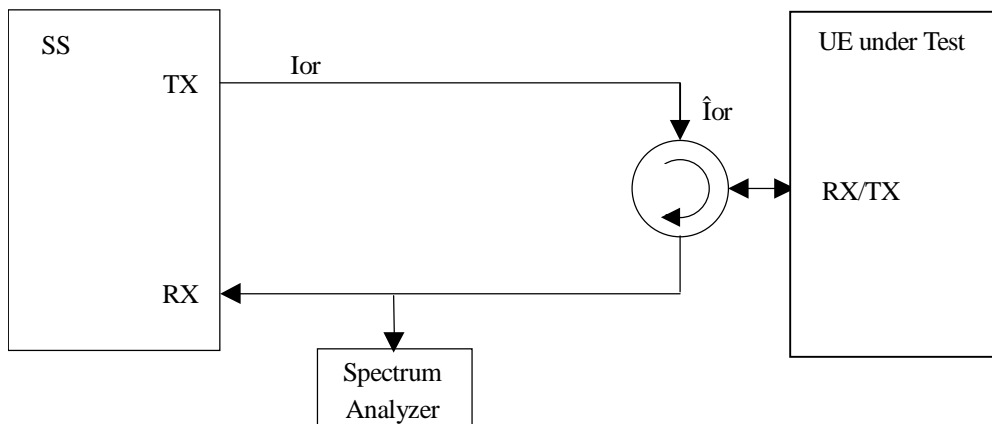 SS
UE under Test
Ior
TX
Îor
RX/TX
RX
Spectrum
Analyzer